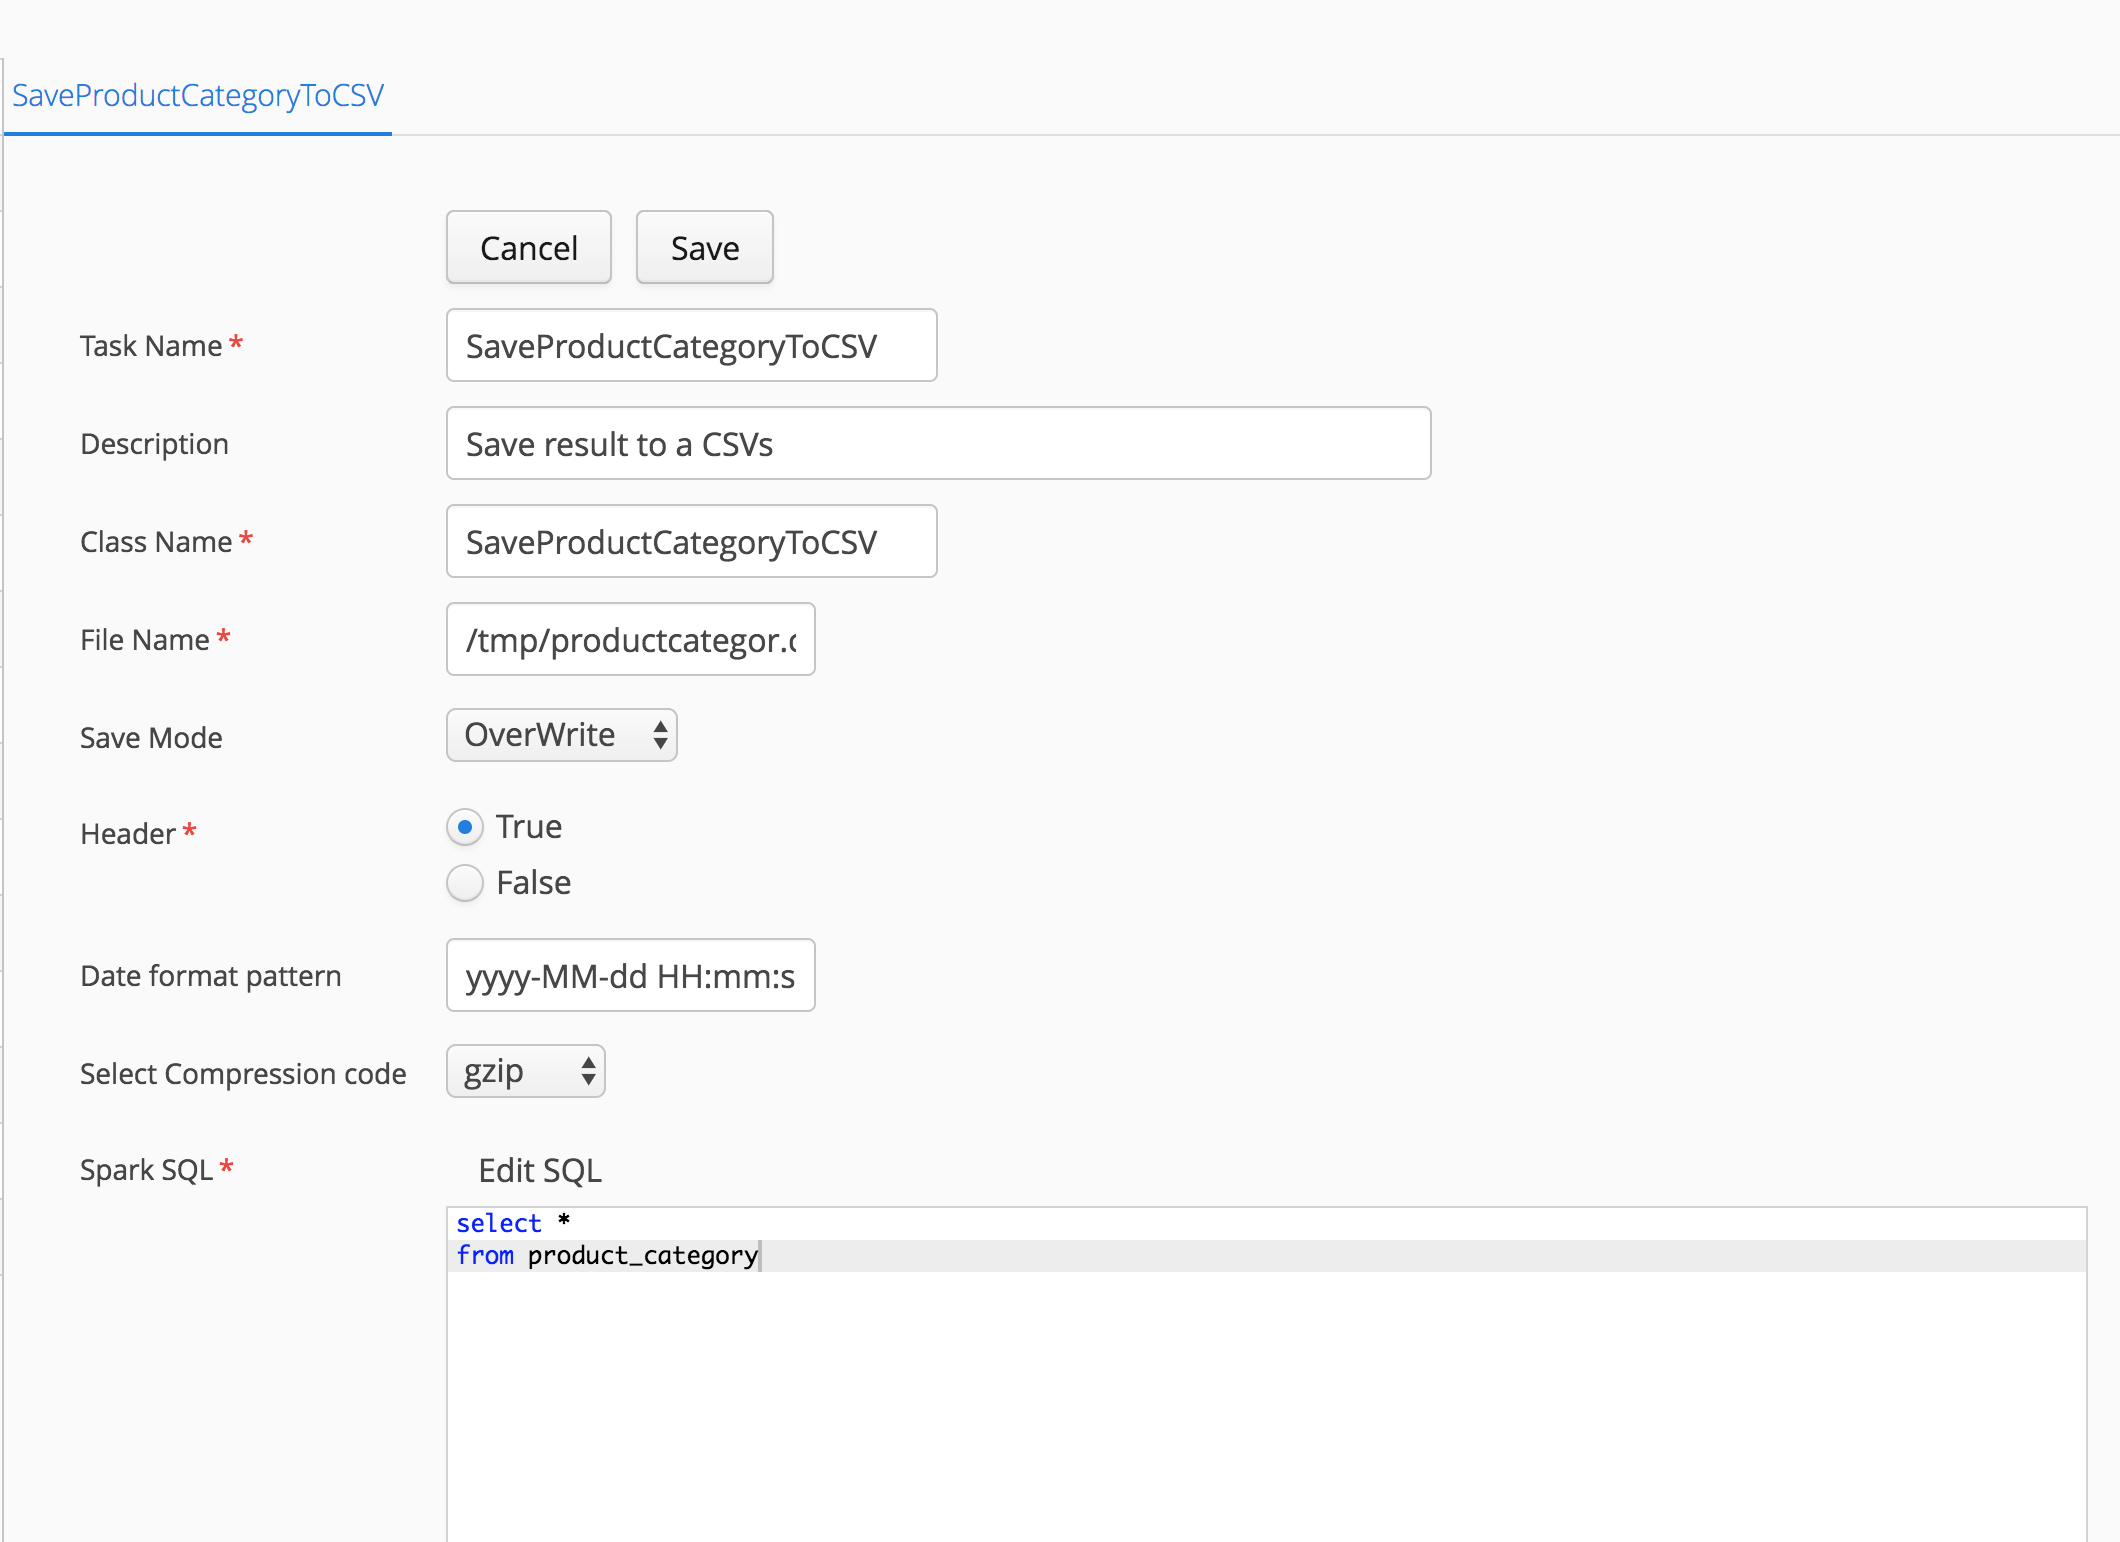 SaveProductCategoryToCSV
Cancel Save
Task Name * SaveProductCategoryToCSV
Description Save result to a CSVs
Class Name * SaveProductCategoryToCSV
File Name * /tmp/productcategor.
Save Mode OverWrite
Header * True
False
Date format pattern yyyy-MM-dd HH:mm:s
Select Compression code gzip
Spark SQL * Edit SQL
select *
from product_category